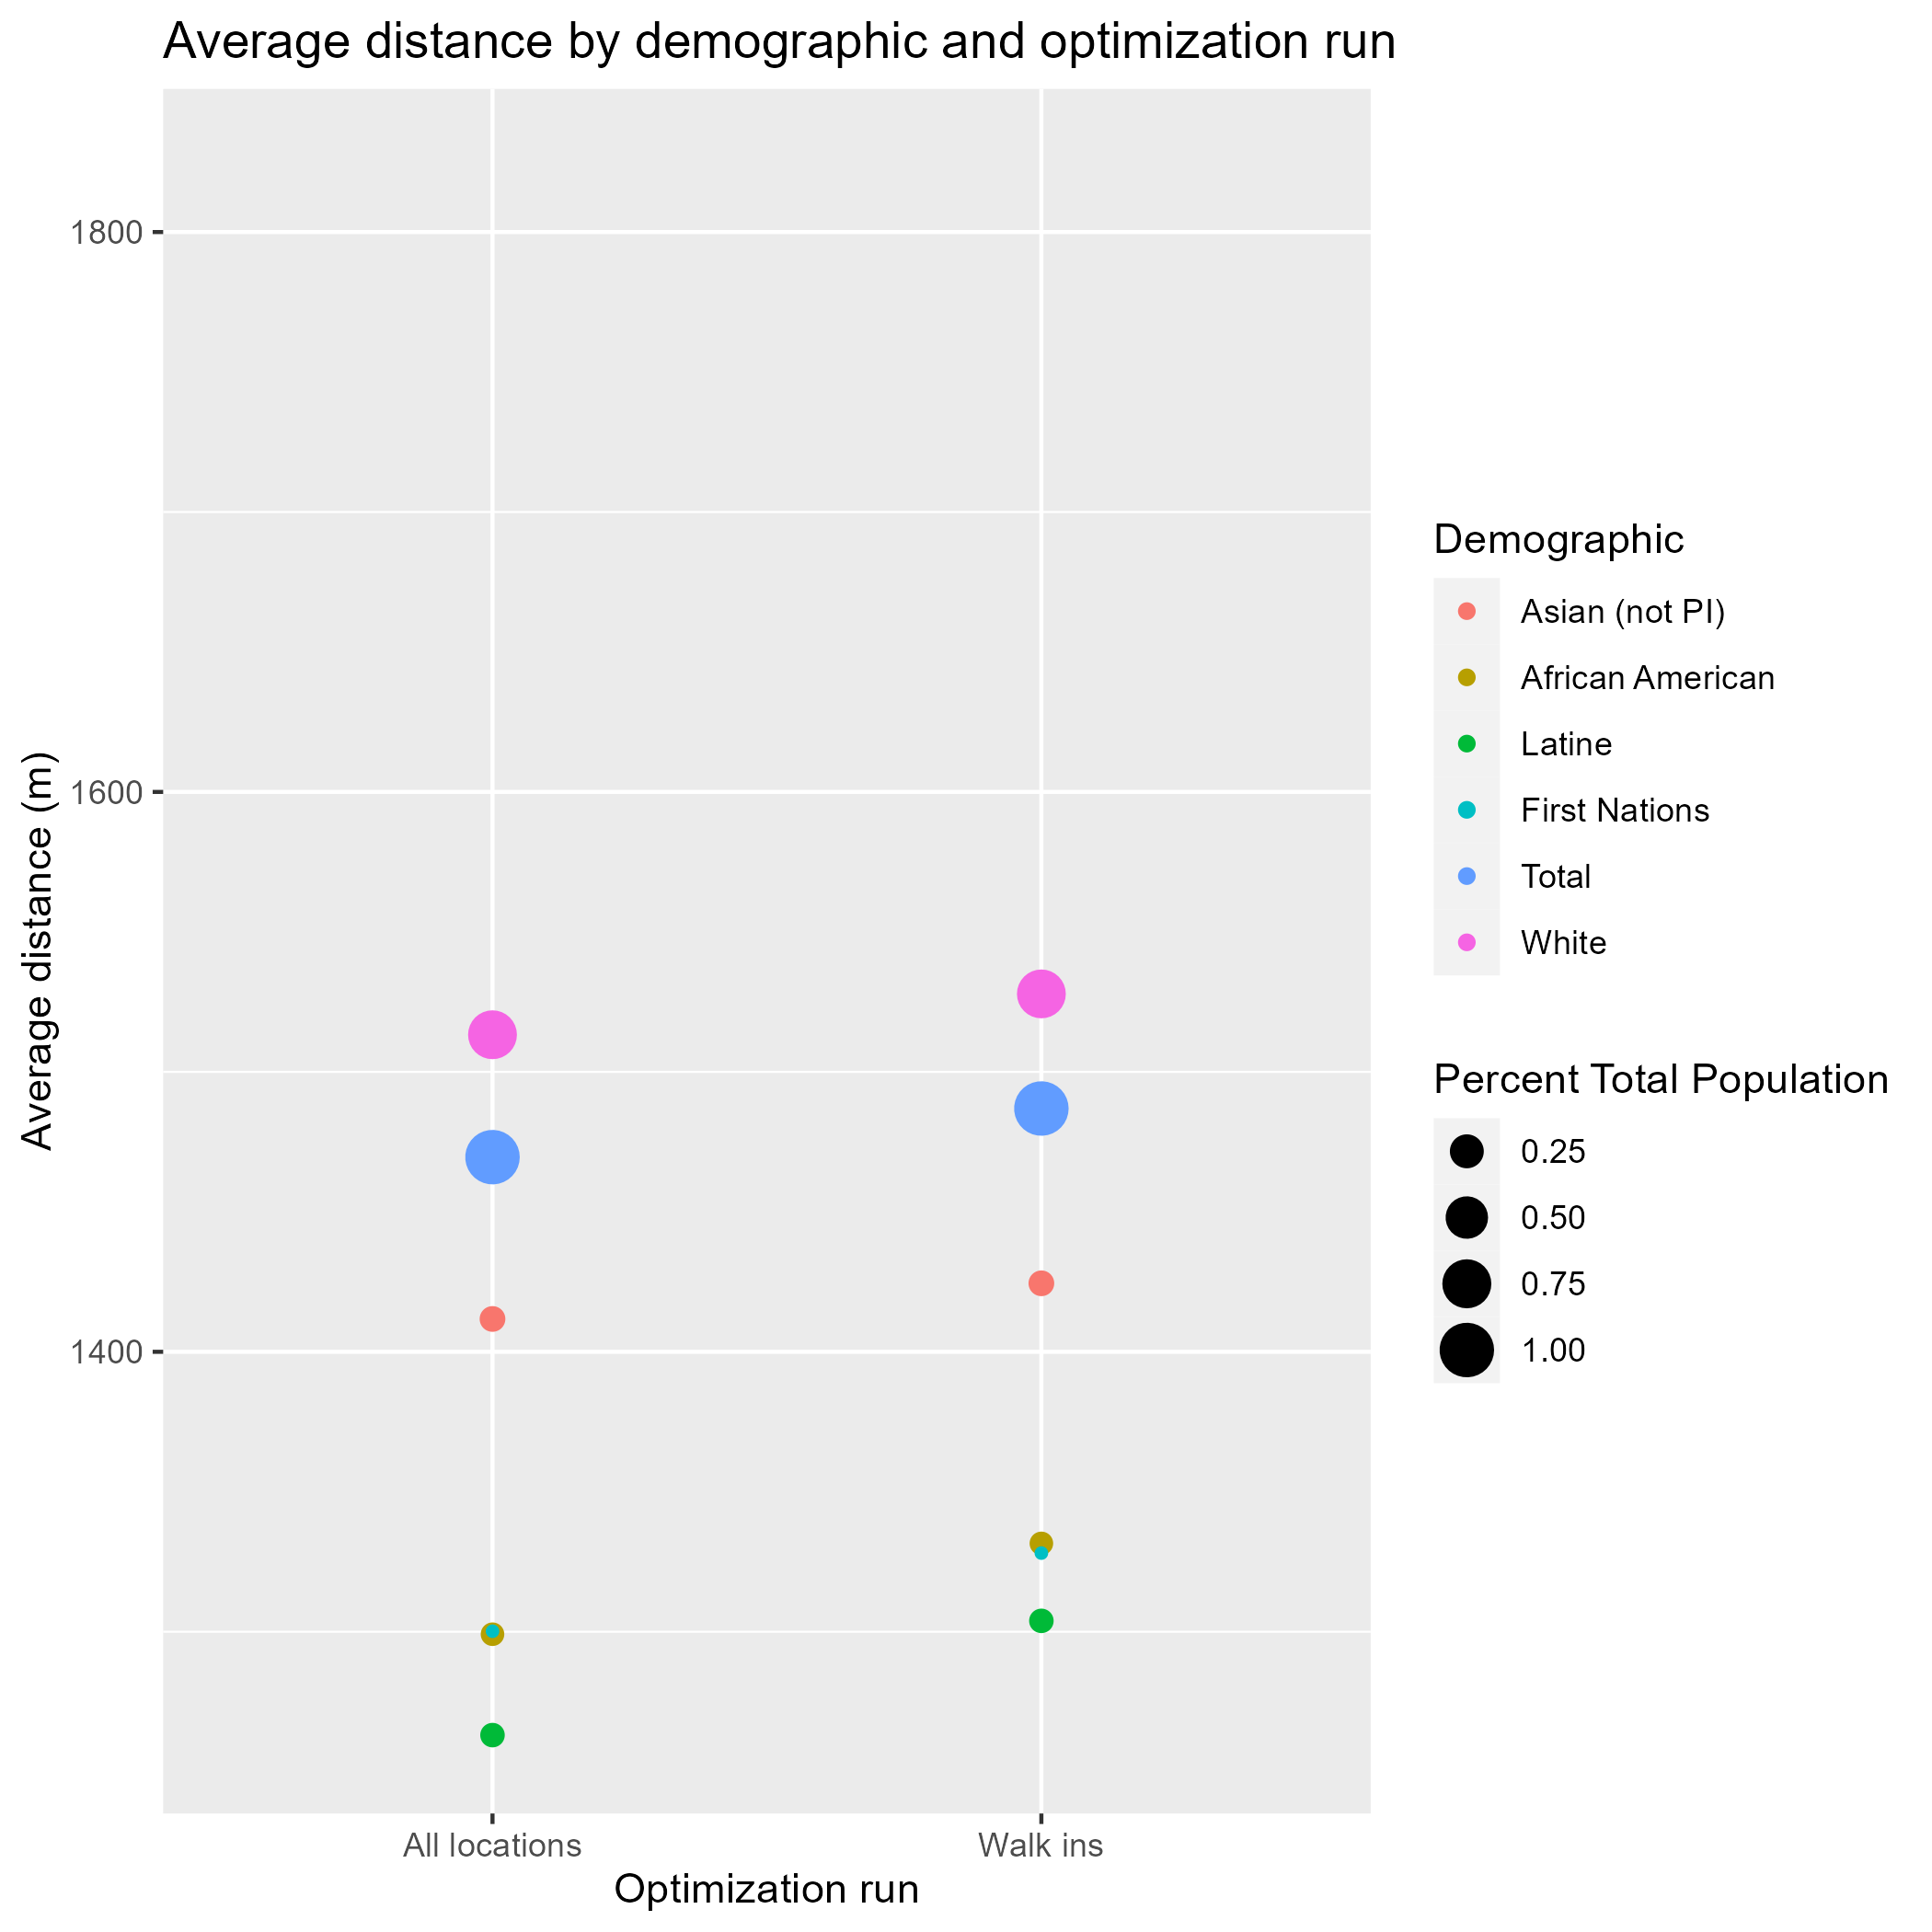 Average distance by demographic and optimization run
Average distance (m)
1800
1600
1400
All locations
Walk ins
Optimization run
Demographic
Asian (not PI)
African American
Latine
First Nations
Total
White
Percent Total Population
0.25
0.50
0.75
1.00